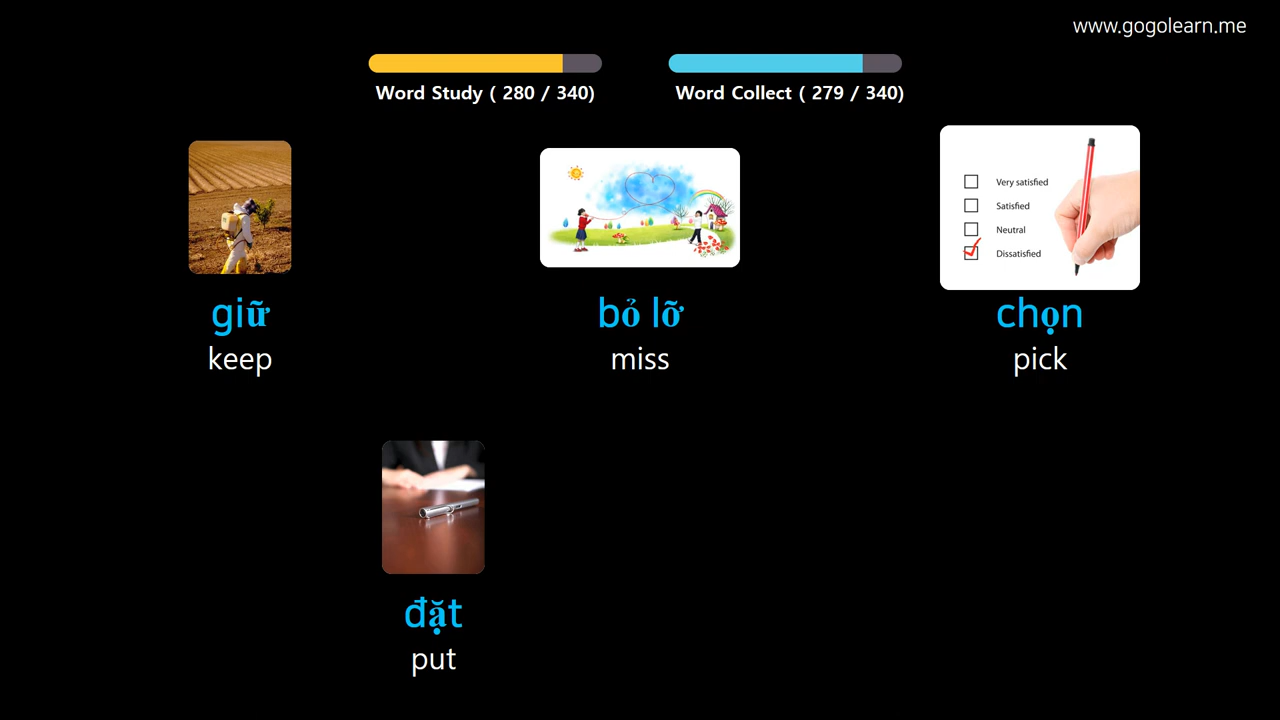 www.gogolearn.me
Word Study ( 280 / 340)
Word Collect ( 279 / 340)
Very satisfied
Satisfied
Neutral
Dissatisfied
giữ
bỏ lỡ
chọn
keep
miss
pick
đặt
put